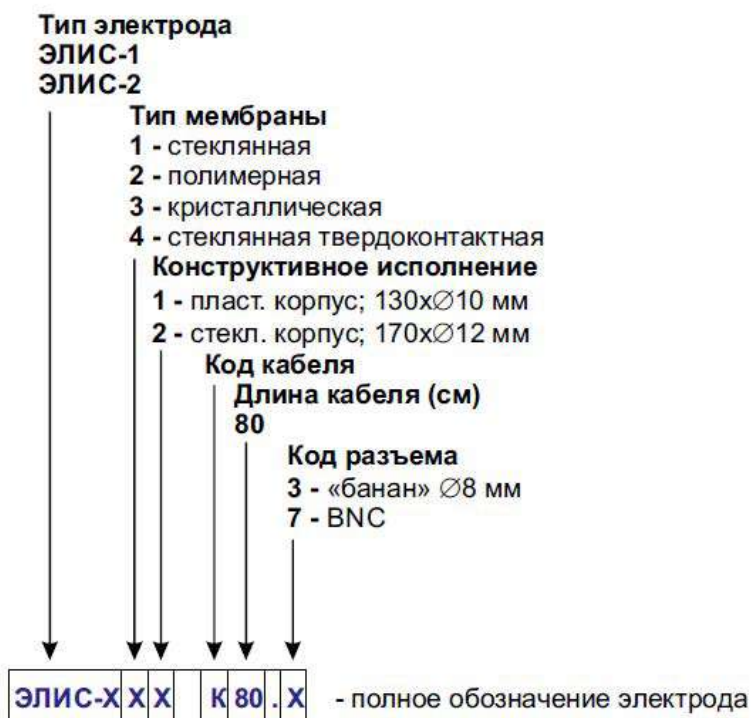 Тип электрода
ЭЛИС-1
ЭЛИС-2
Тип мембраны
1 - стеклянная
2 - полимерная
3 - кристаллическая
4 - стеклянная твердоконтактная
Конструктивное исполнение
1 - пласт. корпус; 130x∅10 мм
2 - стекл. корпус; 170x∅12 мм
Код кабеля
Длина кабеля (см)
80
Код разъема
3 - «банан» ∅8 мм
7 - BNC
ЭЛИС-Х Х Х К 80 . Х - полное обозначение электрода